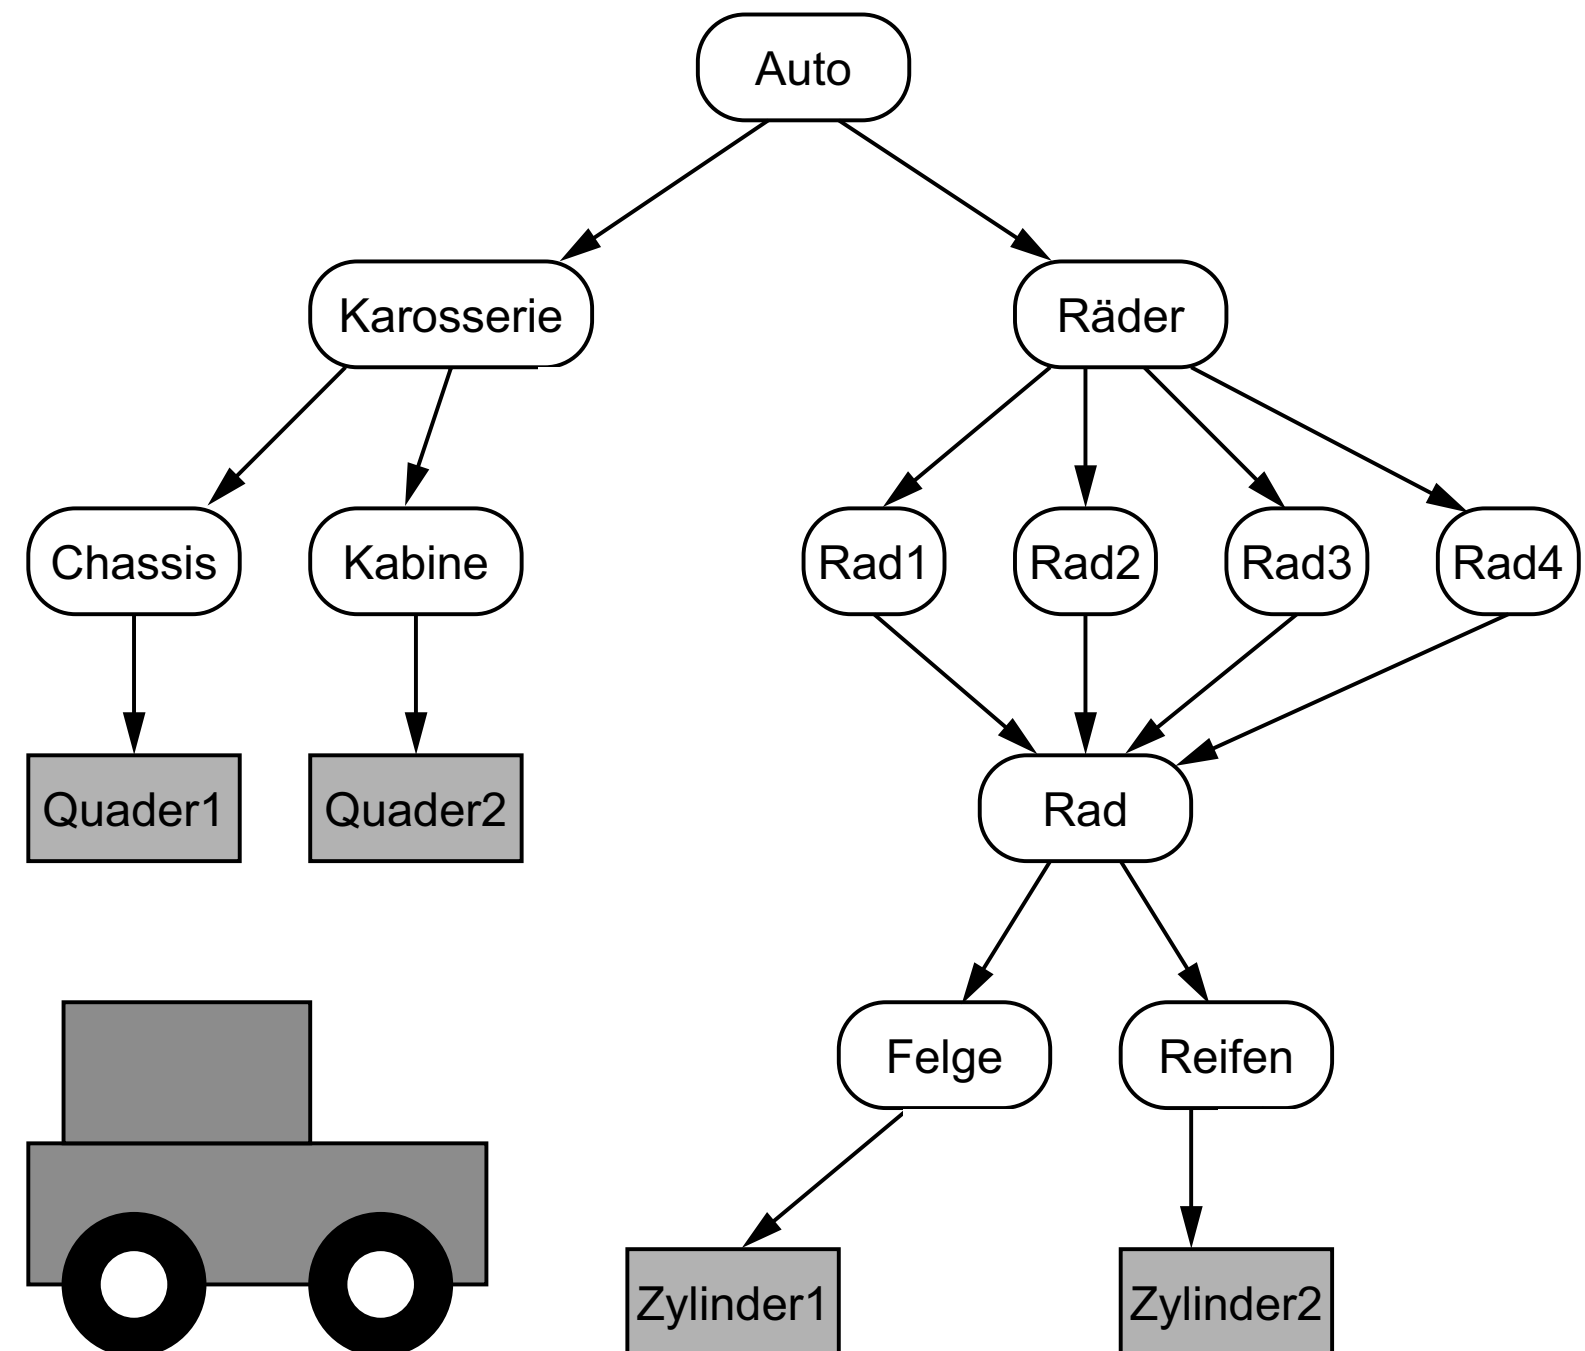 Auto
Karosserie
Räder
Chassis
Kabine
Rad1
Rad2
Rad3
Rad4
Quader1
Quader2
Rad
Felge
Reifen
Zylinder1
Zylinder2